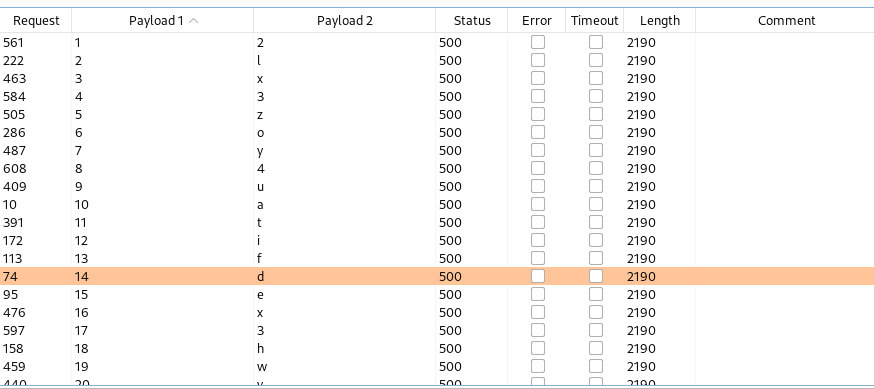 Request Payload 1 Payload 2 Status Error Timeout Length Comment
561 1 2 500 2190
222 2 l 500 2190
463 3 x 500 2190
584 4 3 500 2190
505 5 z 500 2190
286 6 o 500 2190
487 7 y 500 2190
608 8 4 500 2190
409 9 u 500 2190
10 10 a 500 2190
391 11 t 500 2190
172 12 i 500 2190
113 13 f 500 2190
74 14 d 500 2190
95 15 e 500 2190
476 16 x 500 2190
597 17 3 500 2190
158 18 h 500 2190
459 19 w 500 2190
440 20 500 2190